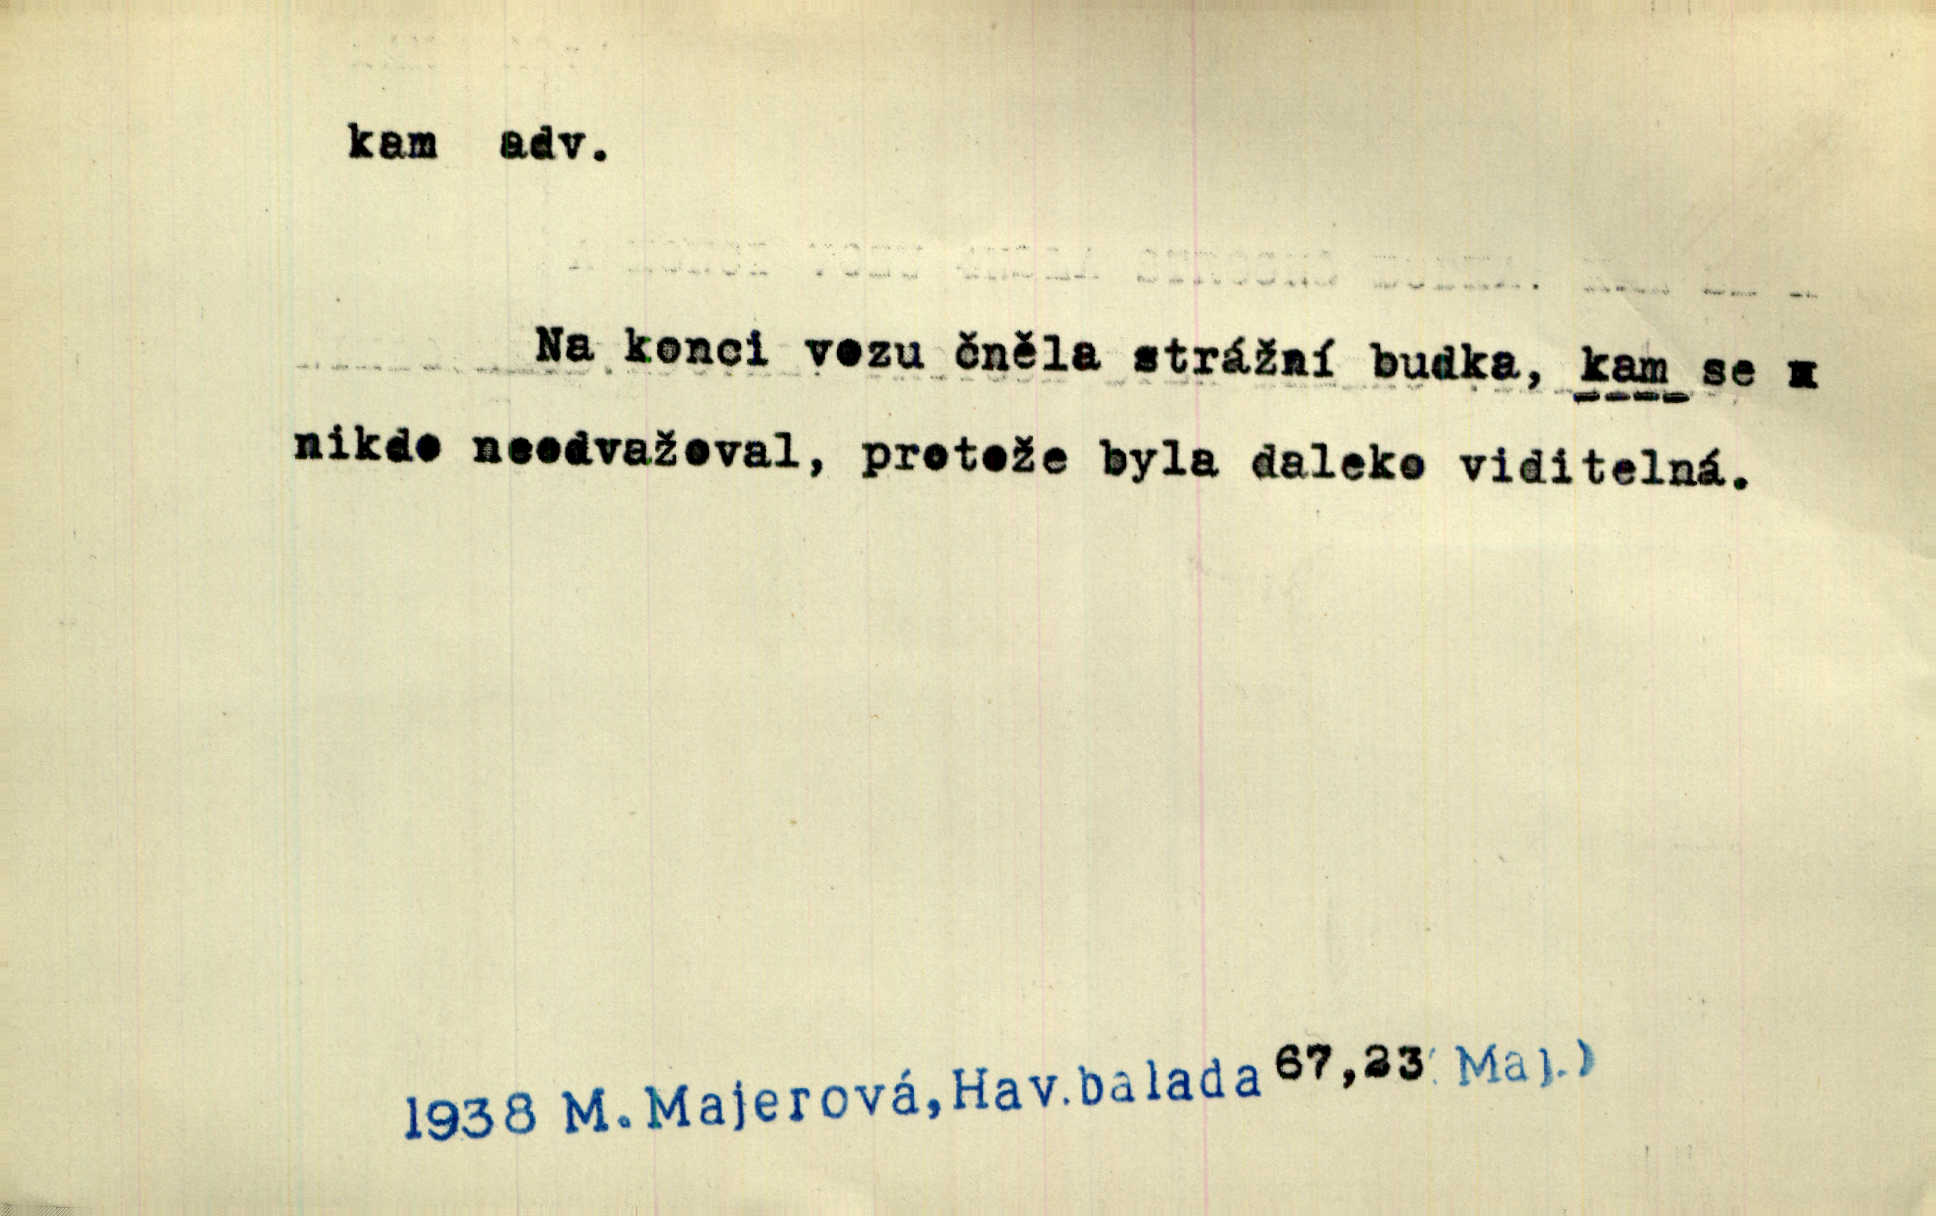 kam adv.
Na konci vozu čněla strážní budka, kam se
nikdo neodvažoval, protože byla daleko viditelná.
1938 M. Majerová, Hav. balada 67,23 (Maj.)